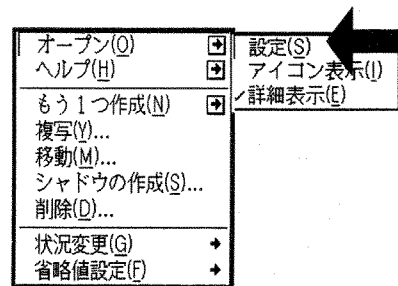 オープン(O)
ヘルプ(H)
もう1つ作成(N)
複写(Y)...
移動(M)...
シャドウの作成(S)...
削除(D)...
状況変更(G)
省略値設定(F)
設定(S)
アイコン表示(I)
✓詳細表示(E)